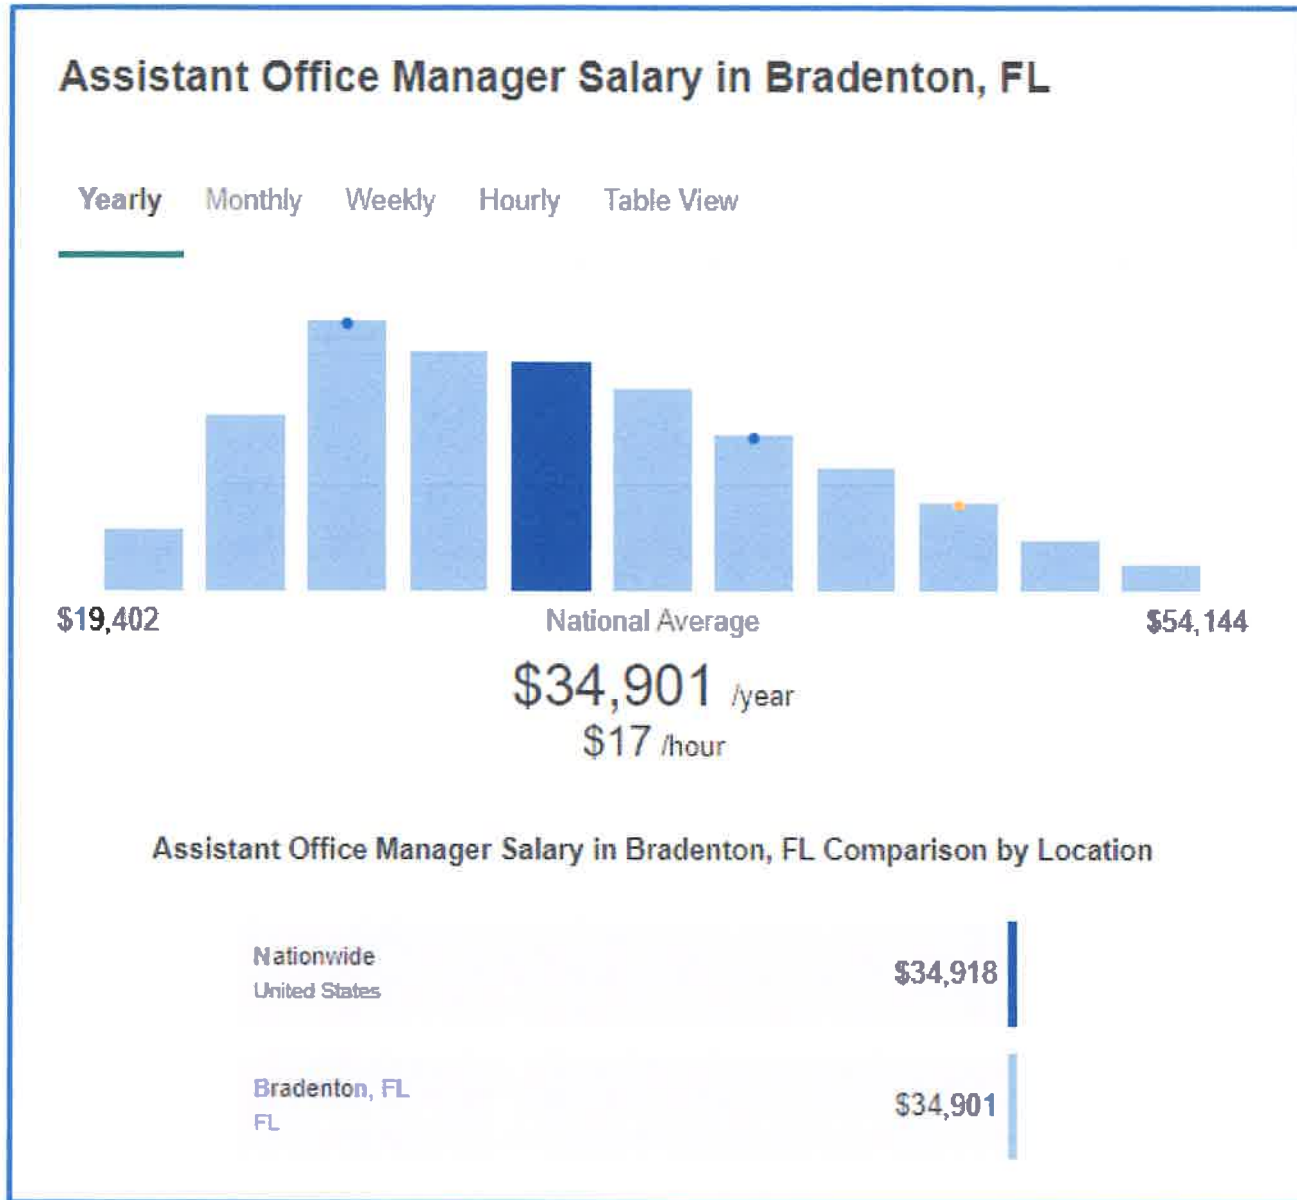 Assistant Office Manager Salary in Bradenton, FL
Yearly Monthly Weekly Hourly Table View
$19,402 National Average $54,144
$34,901 /year
$17 /hour
Assistant Office Manager Salary in Bradenton, FL Comparison by Location
Nationwide
United States
$34,918
Bradenton, FL
FL
$34,901